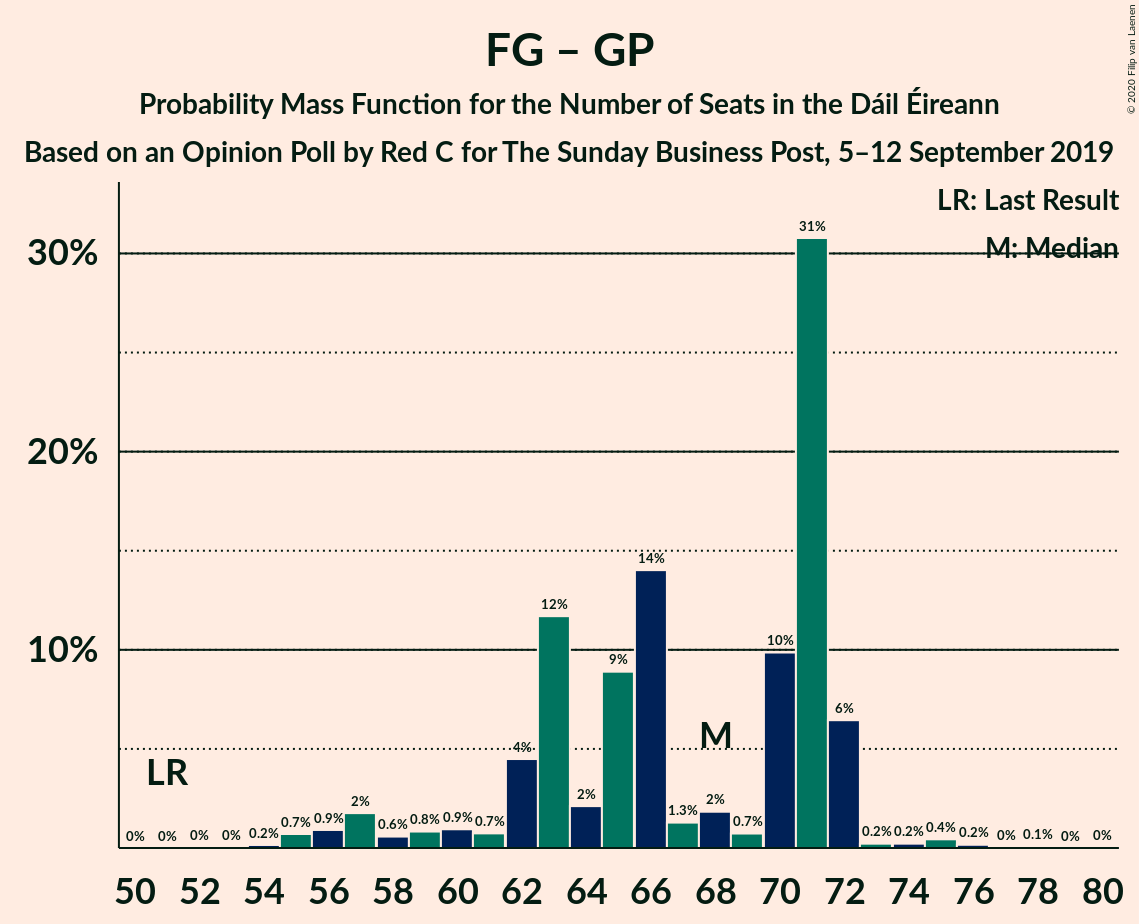 FG – GP
Probability Mass Function for the Number of Seats in the Dáil Éireann
Based on an Opinion Poll by Red C for The Sunday Business Post, 5–12 September 2019
© 2020 Filip van Laenen
LR: Last Result
M: Median
30%
20%
10%
0% 0% 0% 0% 0.2% 0.7% 0.9% 2% 0.6% 0.8% 0.9% 0.7% 4% 12% 2% 9% 14% 1.3% 2% 0.7% 10% 31% 6% 0.2% 0.2% 0.4% 0.2% 0% 0.1% 0% 0%
LR
M
50 52 54 56 58 60 62 64 66 68 70 72 74 76 78 80